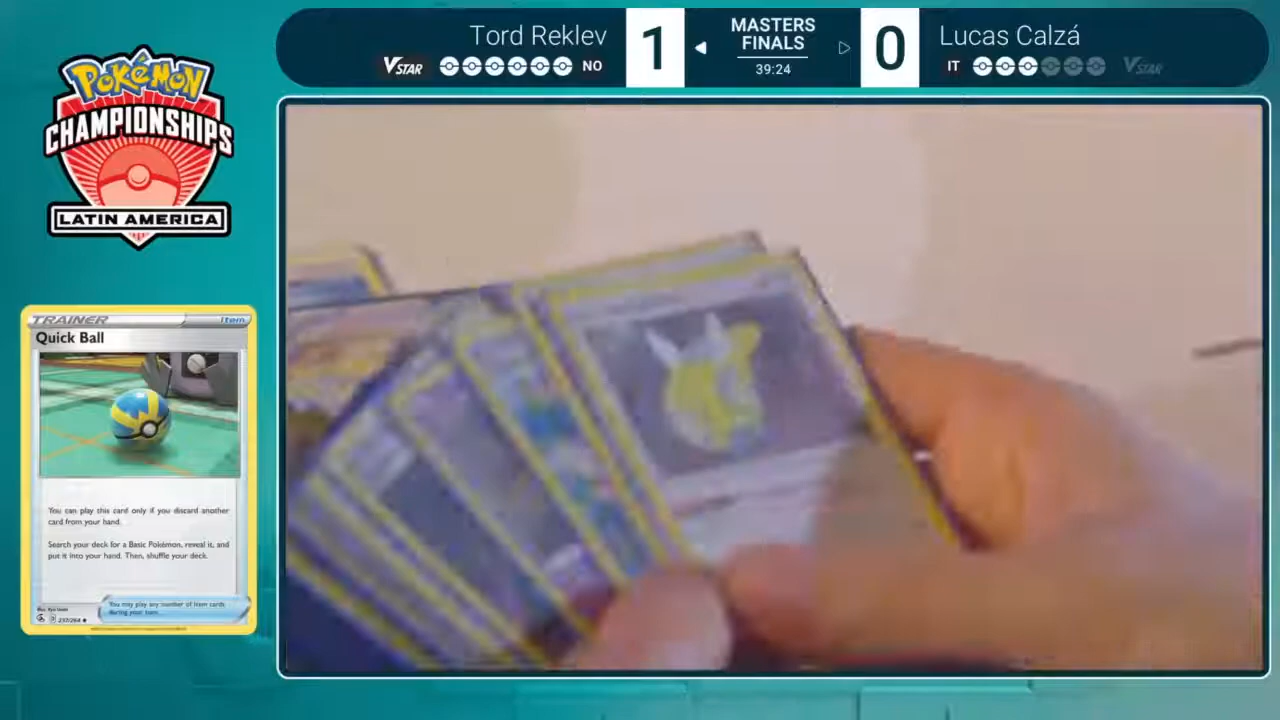 Tord Reklev
1
MASTERS
FINALS
39:24
0
Lucas Calzá
VSTAR
NO
IT
VSTAR
Pokémon
CHAMPIONSHIPS
LATIN AMERICA
TRAINER
Item
Quick Ball
You can play this card only if you discard another
card from your hand.
Search your deck for a Basic Pokémon, reveal it, and
put it into your hand. Then, shuffle your deck.
You may play any number of Item cards
during your turn.
237/264